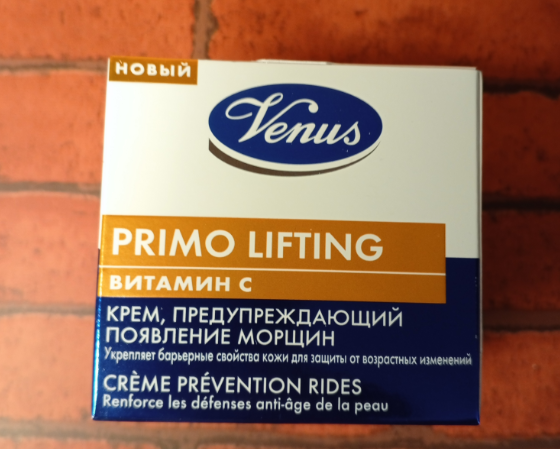 НОВЫЙ
Venus
PRIMO LIFTING
ВИТАМИН С
КРЕМ, ПРЕДУПРЕЖДАЮЩИЙ
ПОЯВЛЕНИЕ МОРЩИН
Укрепляет барьерные свойства кожи для защиты от возрастных изменений
CRÈME PRÉVENTION RIDES
Renforce les défenses anti-âge de la peau